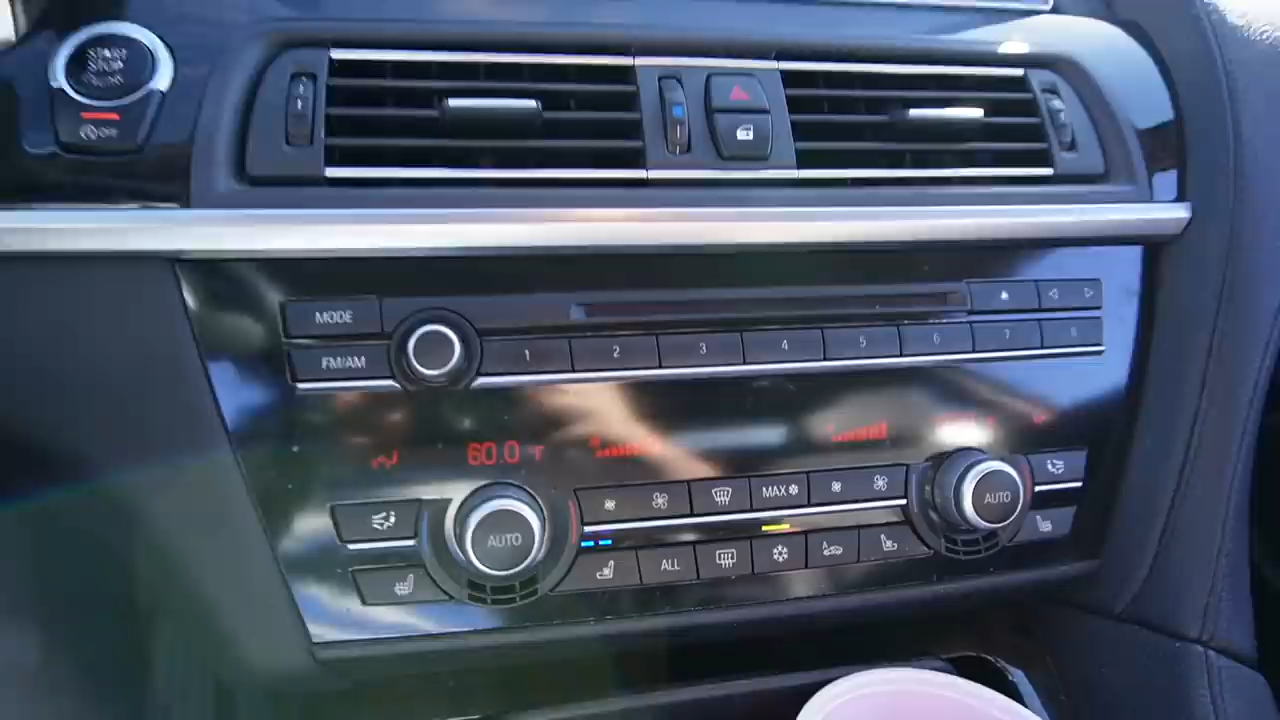 START
STOP
OFF
MODE
FM/AM
1 2 3 4 5 6 7 8
60.0
MAX
AUTO
AUTO
ALL
A